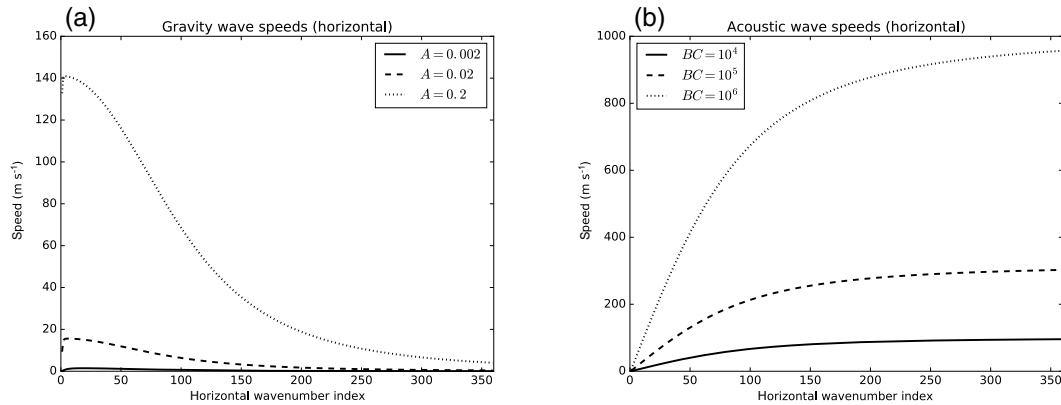 (a)
Gravity wave speeds (horizontal)
160
140
120
100
80
60
40
20
0
Speed (m s⁻¹)
A = 0.002
A = 0.02
A = 0.2
0 50 100 150 200 250 300 350
Horizontal wavenumber index
(b)
Acoustic wave speeds (horizontal)
1000
800
600
400
200
0
Speed (m s⁻¹)
BC = 10⁴
BC = 10⁵
BC = 10⁶
0 50 100 150 200 250 300 350
Horizontal wavenumber index